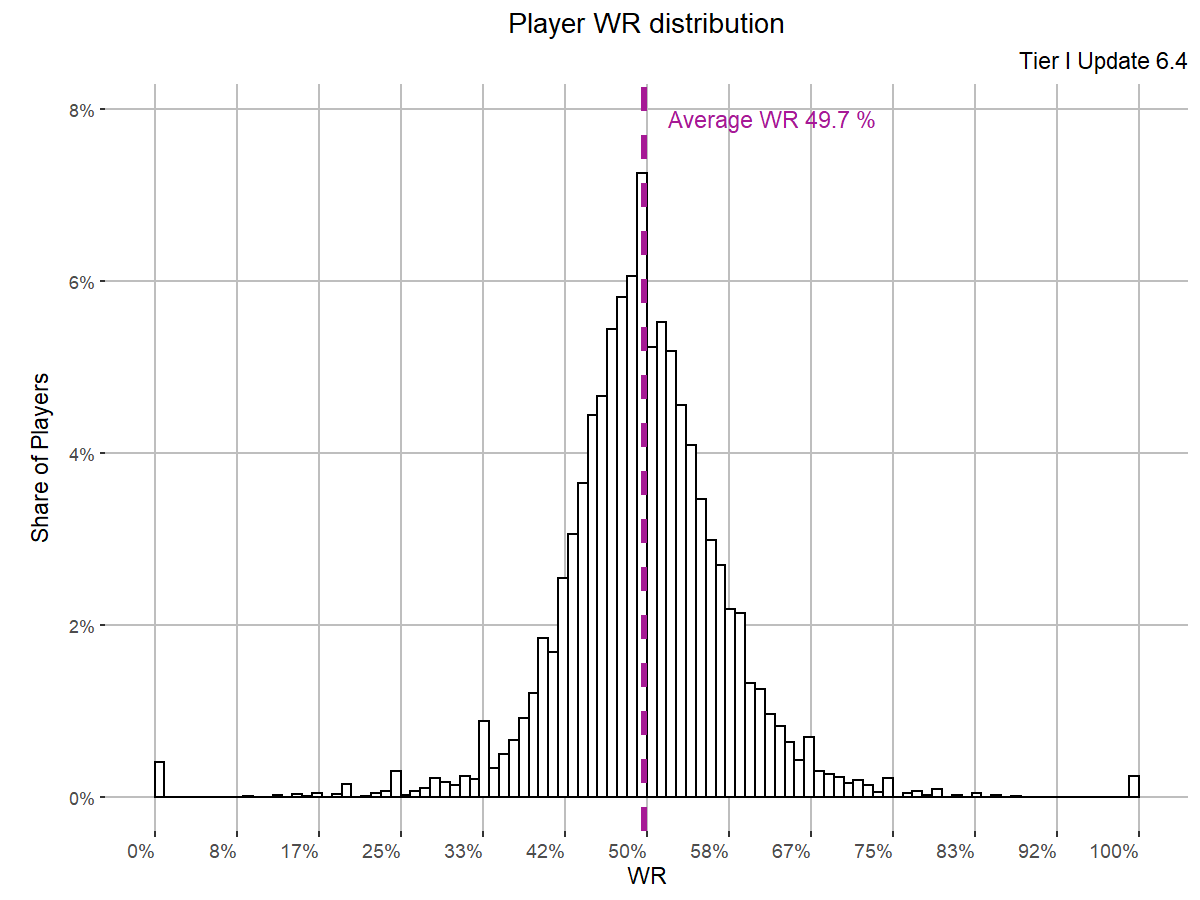 Player WR distribution
Tier I Update 6.4
Average WR 49.7 %
8%
6%
4%
2%
0%
Share of Players
0% 8% 17% 25% 33% 42% 50% 58% 67% 75% 83% 92% 100%
WR